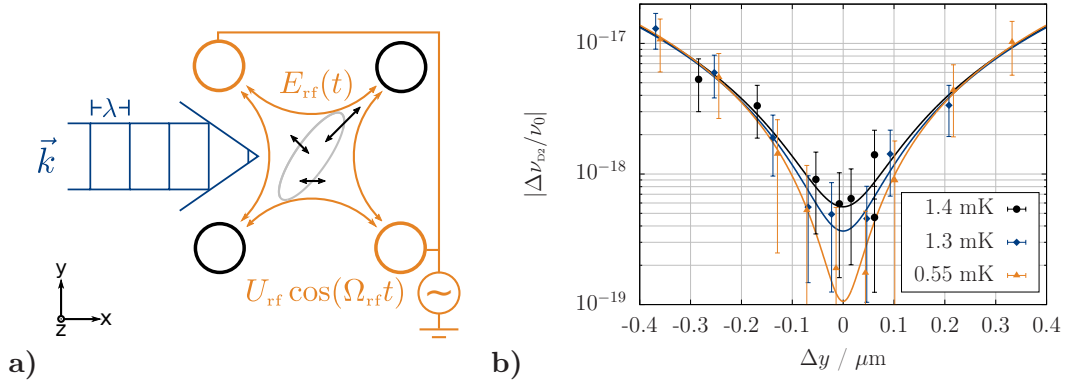 E_rf(t)
λ
k⃗
U_rf cos(Ω_rf t)
~
y
z
x
a)
|Δν_D2/ν_0|
10^−17
10^−18
10^−19
1.4 mK
1.3 mK
0.55 mK
-0.4 -0.3 -0.2 -0.1 0 0.1 0.2 0.3 0.4
Δy / μm
b)